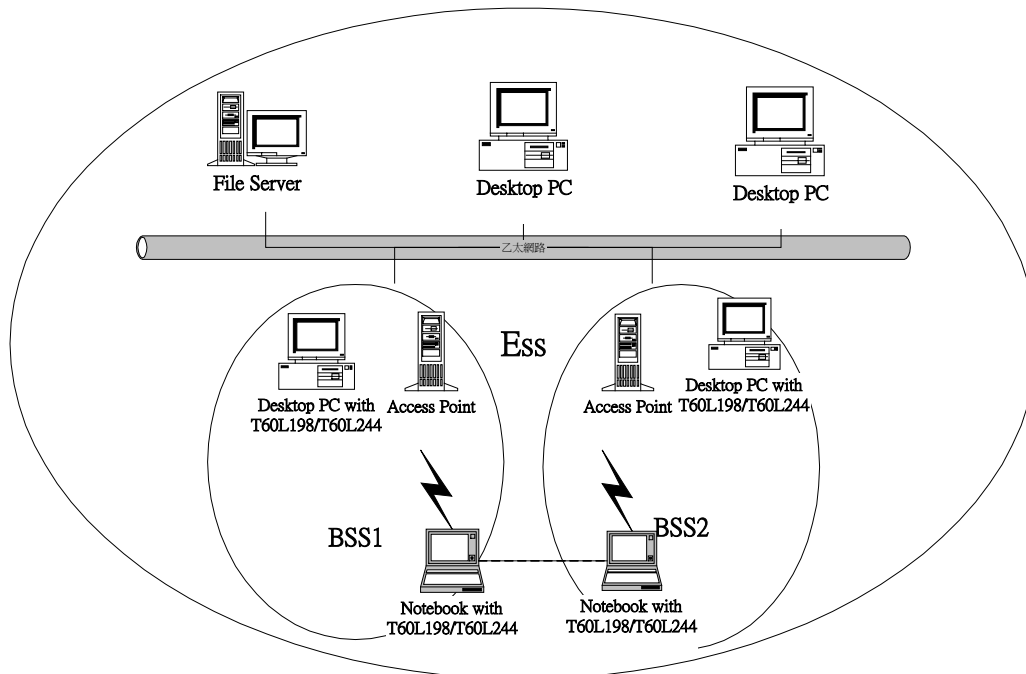 File Server
Desktop PC
Desktop PC
乙太網路
Ess
Desktop PC with
T60L198/T60L244
Access Point
Access Point
Desktop PC with
T60L198/T60L244
BSS1
BSS2
Notebook with
T60L198/T60L244
Notebook with
T60L198/T60L244